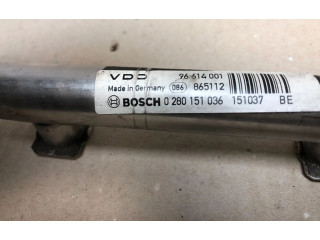 VDO 96 614 001
Made in Germany 086 865112
BOSCH 0 280 151 036 151037 BE